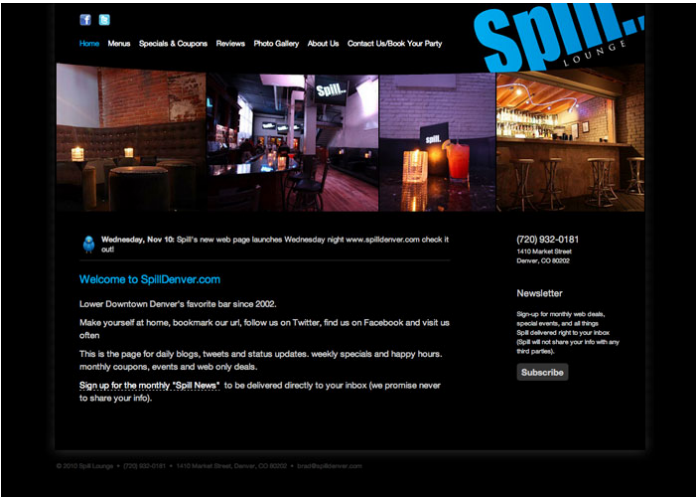 Spill..
LOUNGE
Home Menus Specials & Coupons Reviews Photo Gallery About Us Contact Us/Book Your Party
Spill..
Spill..
Wednesday, Nov 10: Spill's new web page launches Wednesday night www.spilldenver.com check it
out!
Welcome to SpillDenver.com
Lower Downtown Denver's favorite bar since 2002.
Make yourself at home, bookmark our url, follow us on Twitter, find us on Facebook and visit us
often
This is the page for daily blogs, tweets and status updates. weekly specials and happy hours.
monthly coupons, events and web only deals.
Sign up for the monthly "Spill News" to be delivered directly to your inbox (we promise never
to share your info).
(720) 932-0181
1410 Market Street
Denver, CO 80202
Newsletter
Sign-up for monthly web deals,
special events, and all things
Spill delivered right to your inbox
(Spill will not share your info with any
third parties).
Subscribe
© 2010 Spill Lounge • (720) 932-0181 • 1410 Market Street, Denver, CO 80202 • brad@spilldenver.com